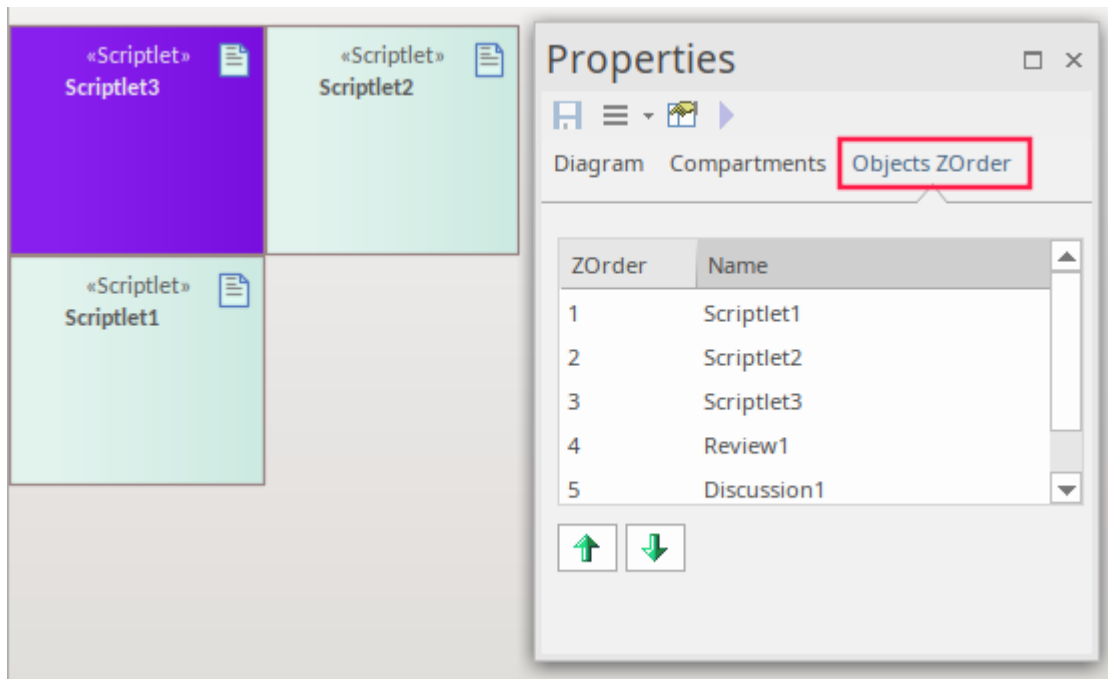 «Scriptlet»
Scriptlet3
«Scriptlet»
Scriptlet2
«Scriptlet»
Scriptlet1
Properties
Diagram Compartments Objects ZOrder
ZOrder Name
1 Scriptlet1
2 Scriptlet2
3 Scriptlet3
4 Review1
5 Discussion1